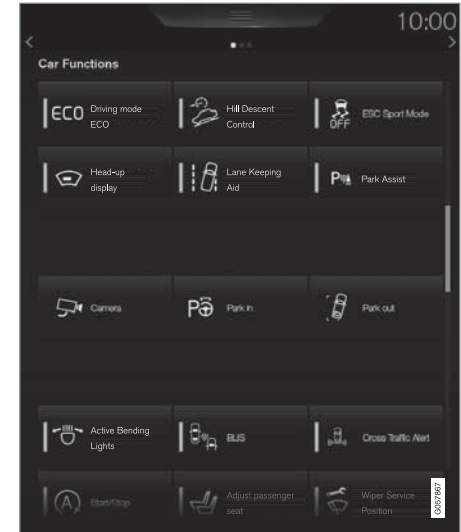 10:00
Car Functions
ECO
Driving mode
ECO
Hill Descent
Control
OFF
ESC Sport Mode
Head-up
display
Lane Keeping
Aid
P
Park Assist
Camera
P
Park in
Park out
Active Bending
Lights
BLIS
Cross Traffic Alert
A
Start/Stop
Adjust passenger
seat
Wiper Service
Position
G057867